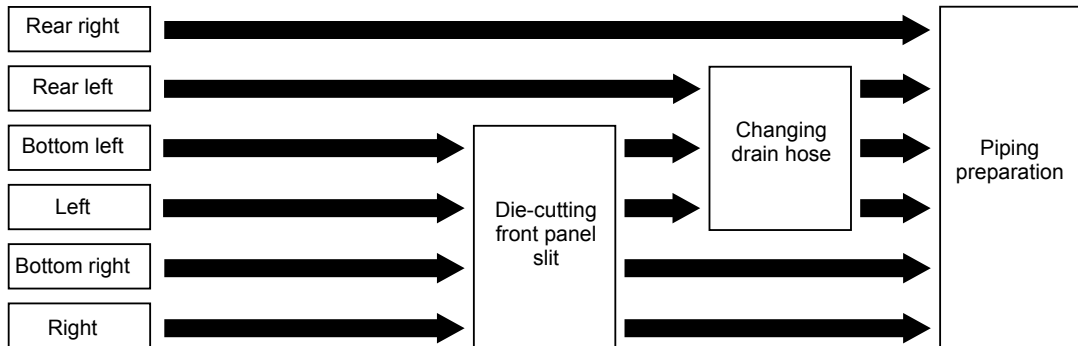 Rear right
Rear left
Bottom left
Left
Bottom right
Right
Die-cutting
front panel
slit
Changing
drain hose
Piping
preparation